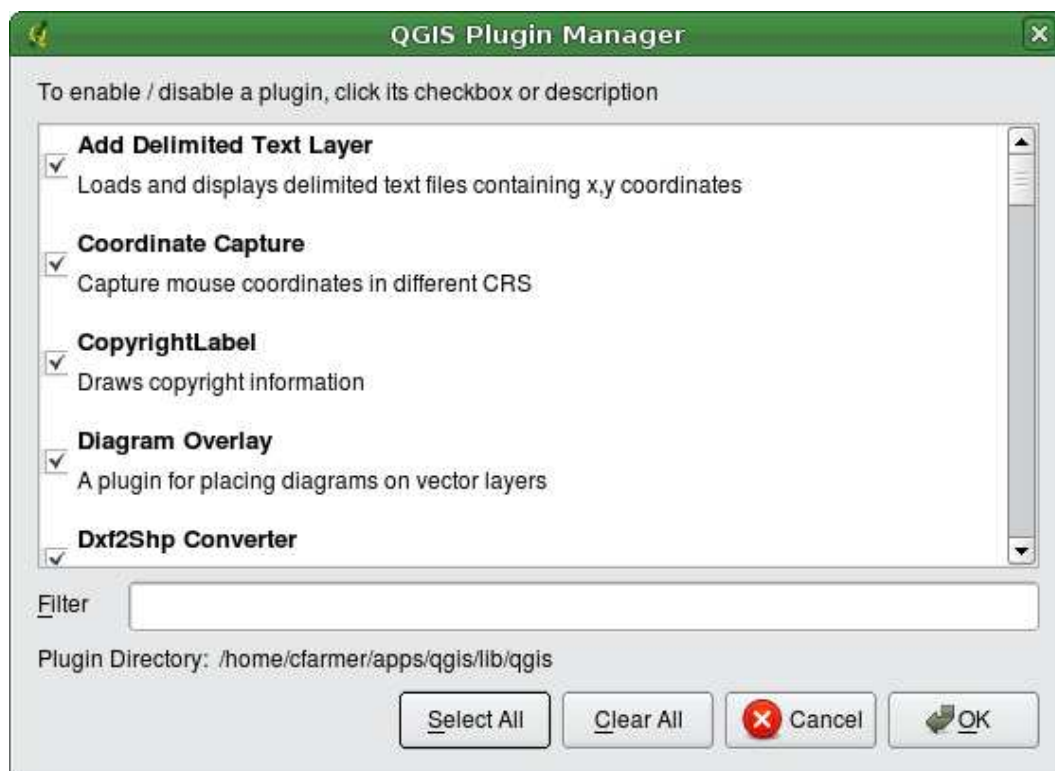 QGIS Plugin Manager
To enable / disable a plugin, click its checkbox or description
Add Delimited Text Layer
Loads and displays delimited text files containing x,y coordinates
Coordinate Capture
Capture mouse coordinates in different CRS
CopyrightLabel
Draws copyright information
Diagram Overlay
A plugin for placing diagrams on vector layers
Dxf2Shp Converter
Filter
Plugin Directory: /home/cfarmer/apps/qgis/lib/qgis
Select All Clear All Cancel OK